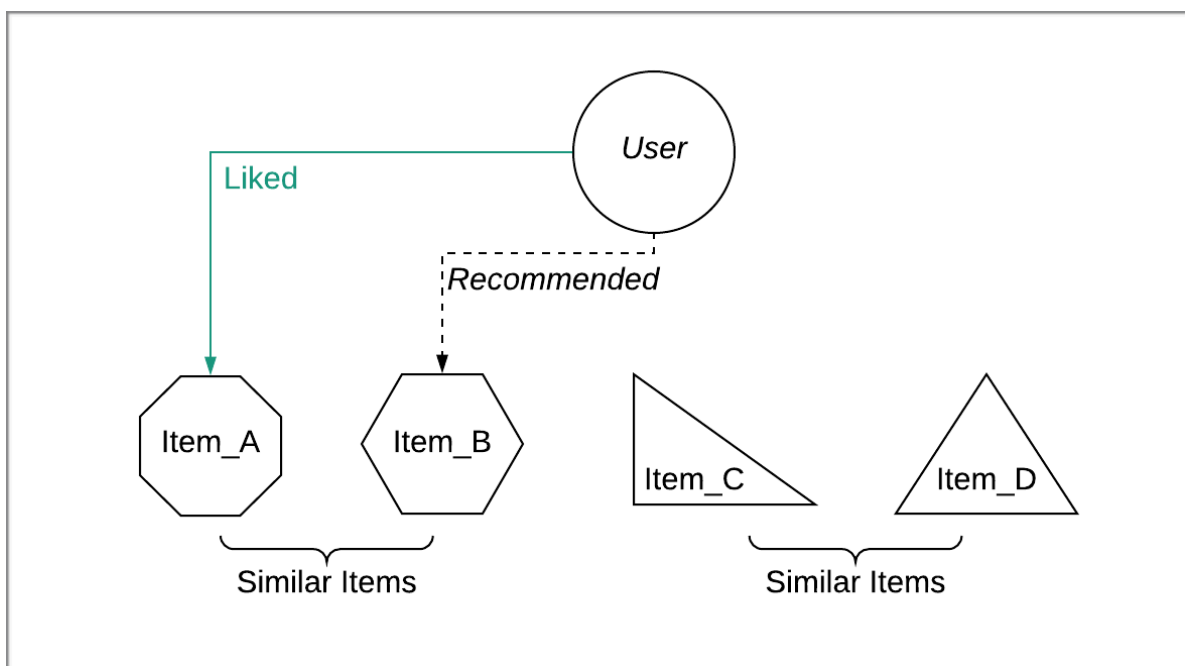 User
Liked
Recommended
Item_A
Item_B
Item_C
Item_D
Similar Items
Similar Items